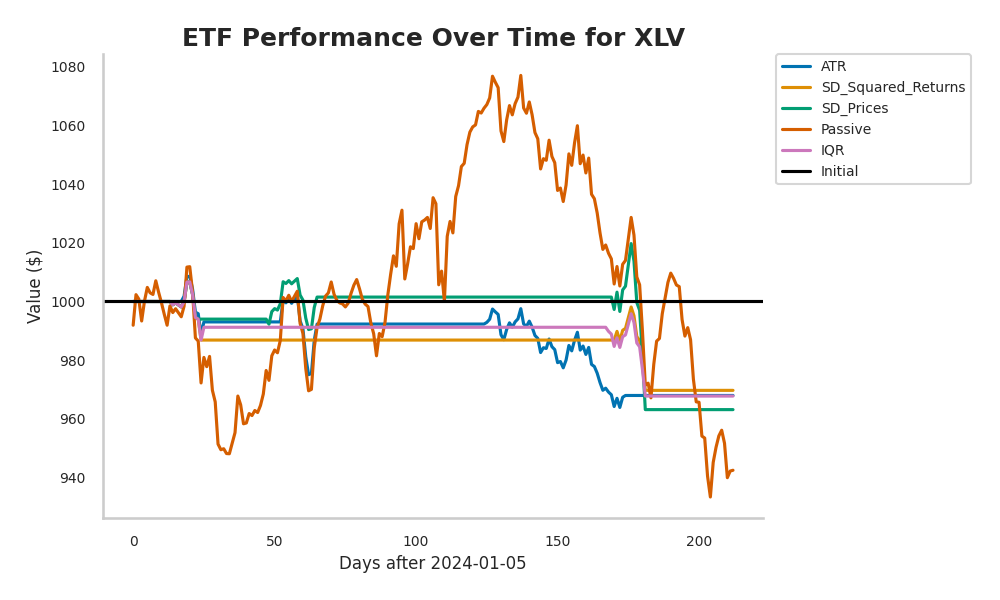 ETF Performance Over Time for XLV
1080
1060
1040
1020
1000
980
960
940
Value ($)
0 50 100 150 200
Days after 2024-01-05
ATR
SD_Squared_Returns
SD_Prices
Passive
IQR
Initial